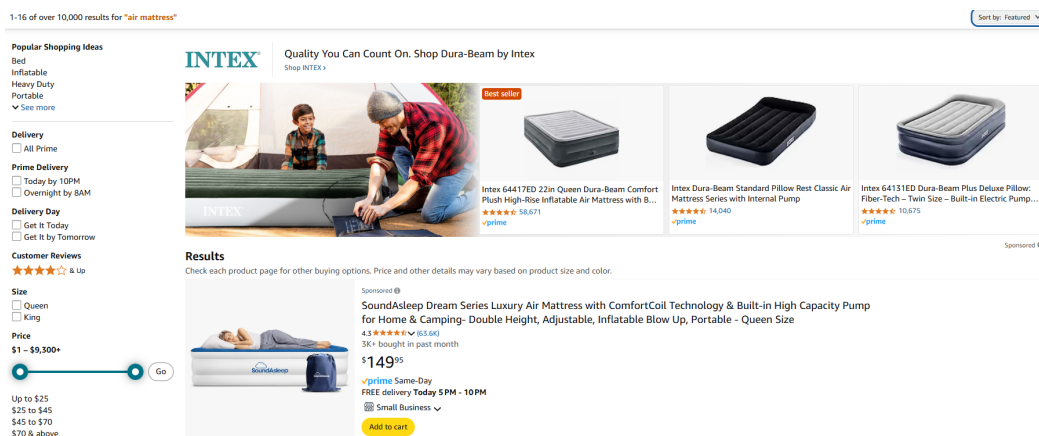 1-16 of over 10,000 results for "air mattress"
Sort by: Featured
Popular Shopping Ideas
Bed
Inflatable
Heavy Duty
Portable
See more
Delivery
All Prime
Prime Delivery
Today by 10PM
Overnight by 8AM
Delivery Day
Get It Today
Get It by Tomorrow
Customer Reviews
& Up
Size
Queen
King
Price
$1 – $9,300+
Go
Up to $25
$25 to $45
$45 to $70
$70 & above
INTEX®
Quality You Can Count On. Shop Dura-Beam by Intex
Shop INTEX ›
INTEX
Best seller
Intex 64417ED 22in Queen Dura-Beam Comfort
Plush High-Rise Inflatable Air Mattress with B…
58,671
prime
Intex Dura-Beam Standard Pillow Rest Classic Air
Mattress Series with Internal Pump
14,040
prime
Intex 64131ED Dura-Beam Plus Deluxe Pillow:
Fiber-Tech – Twin Size – Built-in Electric Pump…
10,675
prime
Sponsored
Results
Check each product page for other buying options. Price and other details may vary based on product size and color.
SoundAsleep
Sponsored
SoundAsleep Dream Series Luxury Air Mattress with ComfortCoil Technology & Built-in High Capacity Pump
for Home & Camping- Double Height, Adjustable, Inflatable Blow Up, Portable - Queen Size
4.3 (63.6K)
3K+ bought in past month
$14995
prime Same-Day
FREE delivery Today 5 PM - 10 PM
Small Business
Add to cart